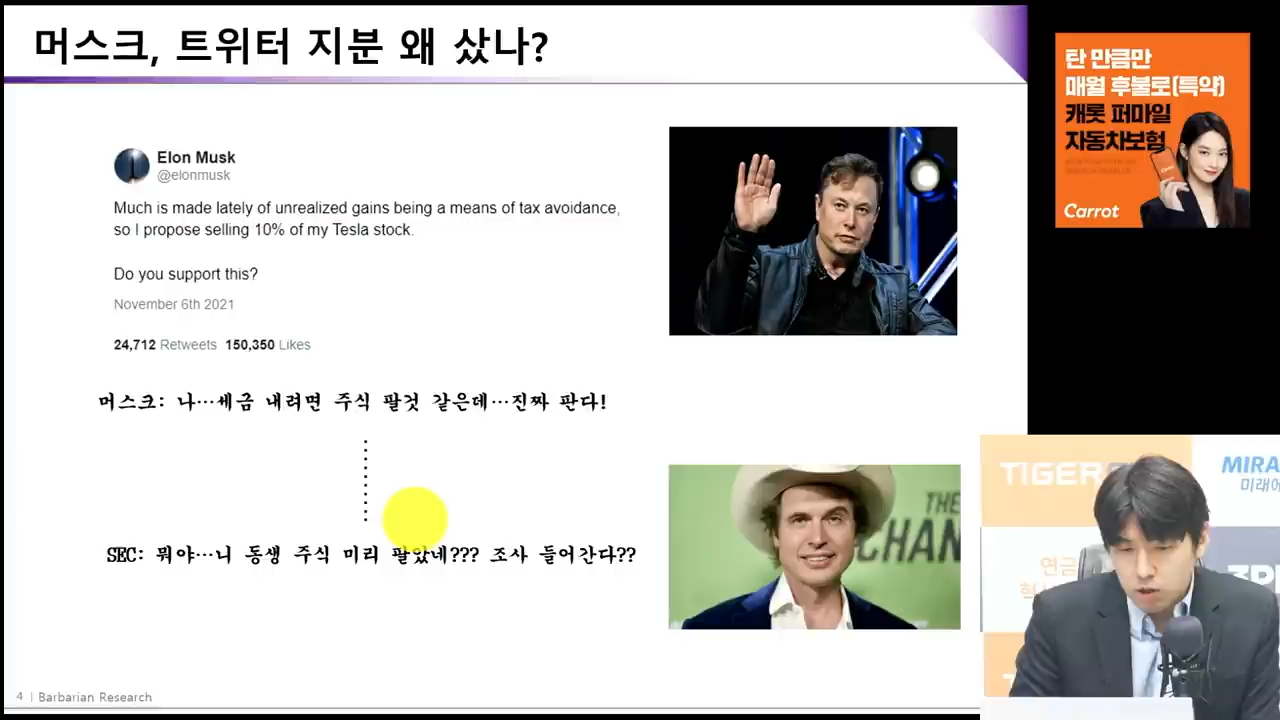 머스크, 트위터 지분 왜 샀나?
Elon Musk
@elonmusk
Much is made lately of unrealized gains being a means of tax avoidance,
so I propose selling 10% of my Tesla stock.
Do you support this?
November 6th 2021
24,712 Retweets 150,350 Likes
머스크: 나…세금 내려면 주식 팔것 같은데…진짜 판다!
SEC: 뭐야…니 동생 주식 미리 팔았네??? 조사 들어간다??
THE
CHAN
4 | Barbarian Research
탄 만큼만
매월 후불로(특약)
캐롯 퍼마일
자동차보험
Carrot
TIGER
MIRA
미래에
연금